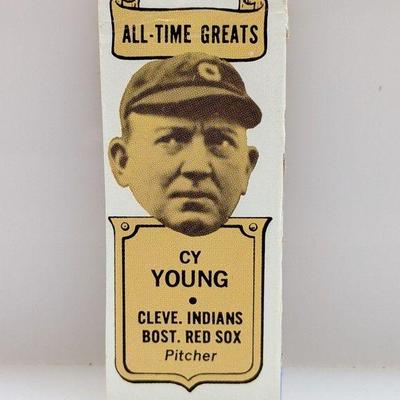 ALL-TIME GREATS
C
CY
YOUNG
•
CLEVE. INDIANS
BOST. RED SOX
Pitcher